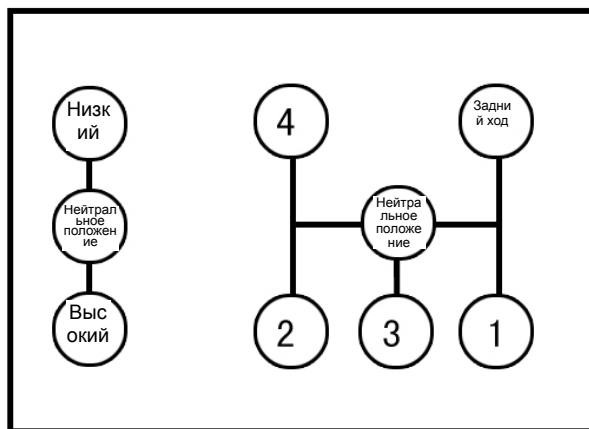 Низк
ий
Нейтрал
ьное
положен
ие
Выс
окий
4
Задни
й ход
Нейтра
льное
положе
ние
2
3
1